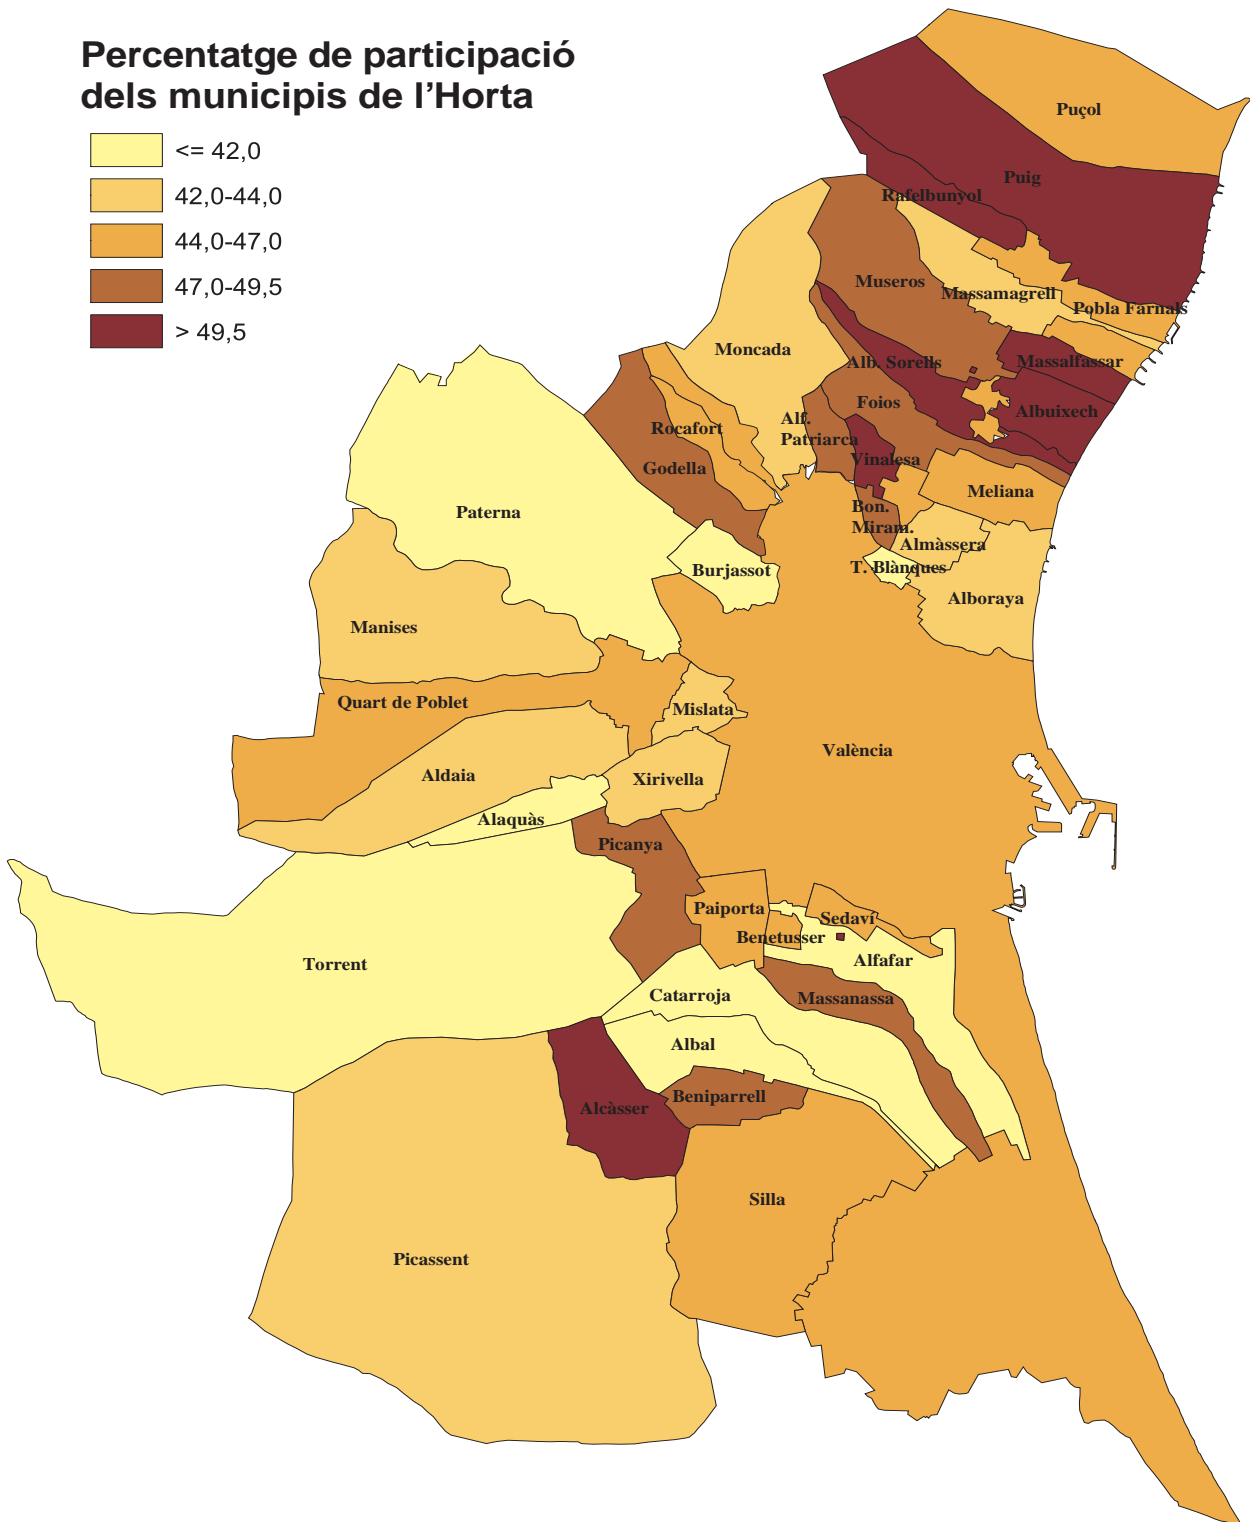 Percentatge de participació
dels municipis de l’Horta
<= 42,0
42,0-44,0
44,0-47,0
47,0-49,5
> 49,5
Puçol
Puig
Rafelbunyol
Museros
Massamagrell
Pobla Farnals
Moncada
Alb. Sorells
Massalfassar
Foios
Albuixech
Alf.
Patriarca
Rocafort
Vinalesa
Godella
Meliana
Paterna
Bon.
Miram.
Almàssera
T. Blànques
Burjassot
Alboraya
Manises
Quart de Poblet
Mislata
València
Aldaia
Xirivella
Alaquàs
Picanya
Paiporta
Sedaví
Benetusser
Alfafar
Torrent
Catarroja
Massanassa
Albal
Beniparrell
Alcàsser
Silla
Picassent